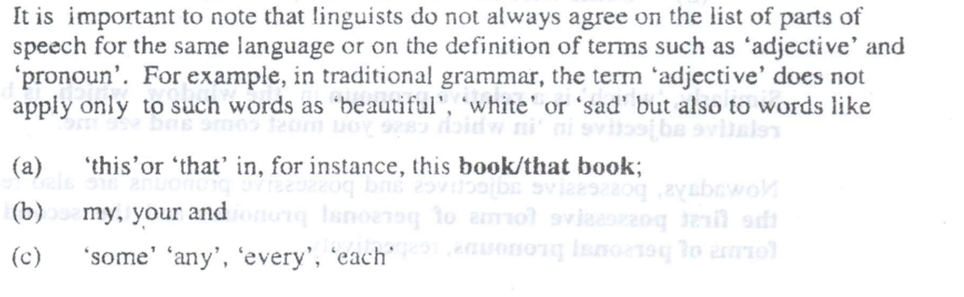 It is important to note that linguists do not always agree on the list of parts of
speech for the same language or on the definition of terms such as ‘adjective’ and
‘pronoun’. For example, in traditional grammar, the term ‘adjective’ does not
apply only to such words as ‘beautiful’, ‘white‘ or ‘sad‘ but also to words like
(a) ‘this’or ‘that’ in, for instance, this book/that book;
(b) my, your and
(c) ‘some’ ‘any’, ‘every’, ‘each’